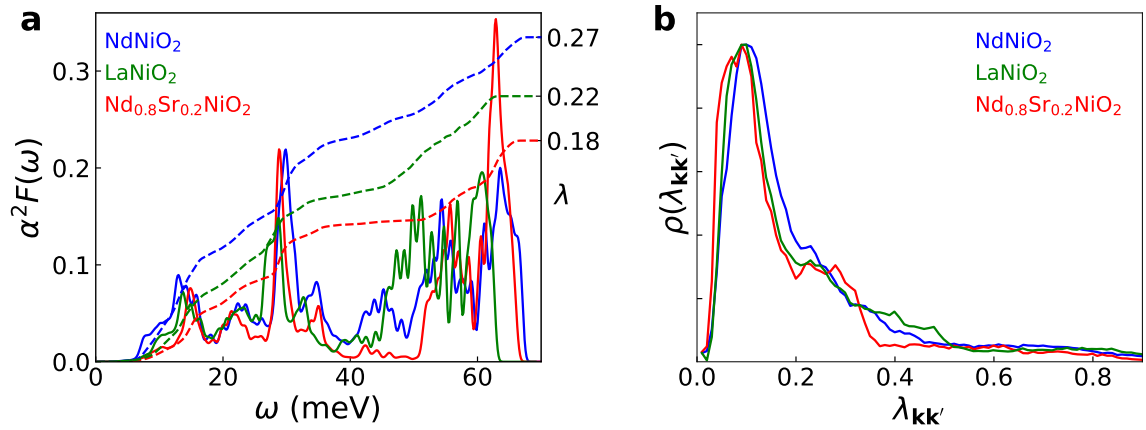 a
NdNiO₂
LaNiO₂
Nd₀.₈Sr₀.₂NiO₂
α²F(ω)
0.0
0.1
0.2
0.3
0
20
40
60
ω (meV)
0.27
0.22
0.18
λ
b
NdNiO₂
LaNiO₂
Nd₀.₈Sr₀.₂NiO₂
ρ(λkk′)
0.0
0.2
0.4
0.6
0.8
λkk′